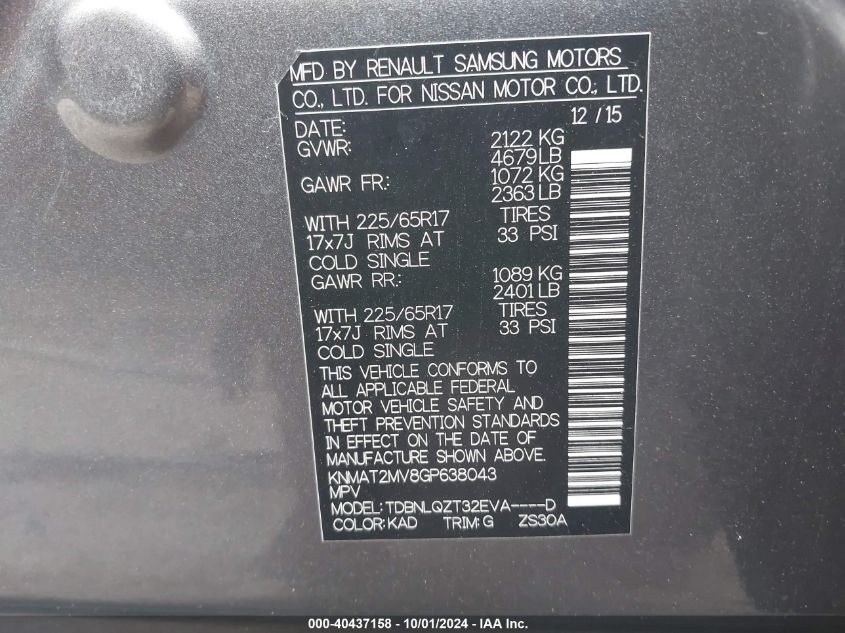 MFD BY RENAULT SAMSUNG MOTORS
CO., LTD. FOR NISSAN MOTOR CO., LTD.
DATE: 12 / 15
GVWR: 2122 KG
4679 LB
GAWR FR.: 1072 KG
2363 LB
WITH 225/65R17 TIRES
17x7J RIMS AT 33 PSI
COLD SINGLE
GAWR RR.: 1089 KG
2401 LB
WITH 225/65R17 TIRES
17x7J RIMS AT 33 PSI
COLD SINGLE
THIS VEHICLE CONFORMS TO
ALL APPLICABLE FEDERAL
MOTOR VEHICLE SAFETY AND
THEFT PREVENTION STANDARDS
IN EFFECT ON THE DATE OF
MANUFACTURE SHOWN ABOVE.
KNMAT2MV8GP638043
MPV
MODEL: TDBNLQZT32EVA----D
COLOR: KAD TRIM: G ZS30A
000-40437158 | 10/01/2024 - IAA Inc.